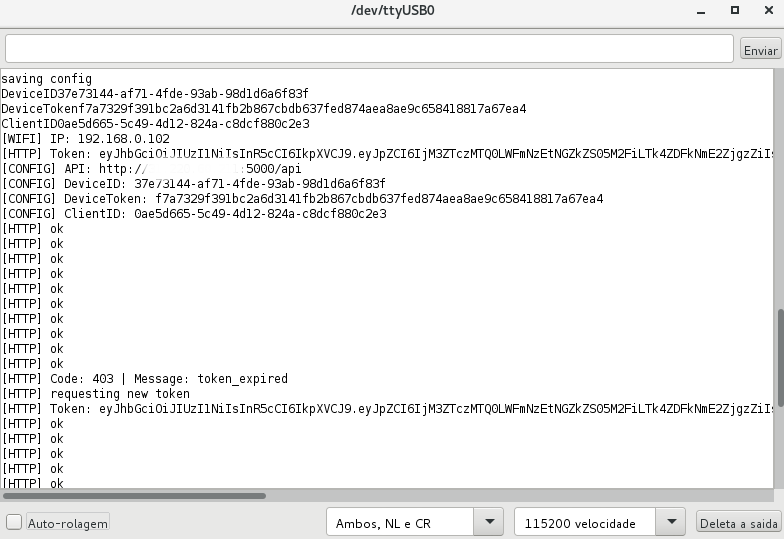 /dev/ttyUSB0
Enviar
saving config
DeviceID37e73144-af71-4fde-93ab-98d1d6a6f83f
DeviceTokenf7a7329f391bc2a6d3141fb2b867cbdb637fed874aea8ae9c658418817a67ea4
ClientID0ae5d665-5c49-4d12-824a-c8dcf880c2e3
[WIFI] IP: 192.168.0.102
[HTTP] Token: eyJhbGciOiJIUzI1NiIsInR5cCI6IkpXVCJ9.eyJpZCI6IjM3ZTczMTQ0LWFmNzEtNGZkZS05M2FiLTk4ZDFkNmE2ZjgzZiIs
[CONFIG] API: http:// :5000/api
[CONFIG] DeviceID: 37e73144-af71-4fde-93ab-98d1d6a6f83f
[CONFIG] DeviceToken: f7a7329f391bc2a6d3141fb2b867cbdb637fed874aea8ae9c658418817a67ea4
[CONFIG] ClientID: 0ae5d665-5c49-4d12-824a-c8dcf880c2e3
[HTTP] ok
[HTTP] ok
[HTTP] ok
[HTTP] ok
[HTTP] ok
[HTTP] ok
[HTTP] ok
[HTTP] ok
[HTTP] ok
[HTTP] ok
[HTTP] Code: 403 | Message: token_expired
[HTTP] requesting new token
[HTTP] Token: eyJhbGciOiJIUzI1NiIsInR5cCI6IkpXVCJ9.eyJpZCI6IjM3ZTczMTQ0LWFmNzEtNGZkZS05M2FiLTk4ZDFkNmE2ZjgzZiIs
[HTTP] ok
[HTTP] ok
[HTTP] ok
[HTTP] ok
[HTTP] ok
Auto-rolagem
Ambos, NL e CR
115200 velocidade
Deleta a saida